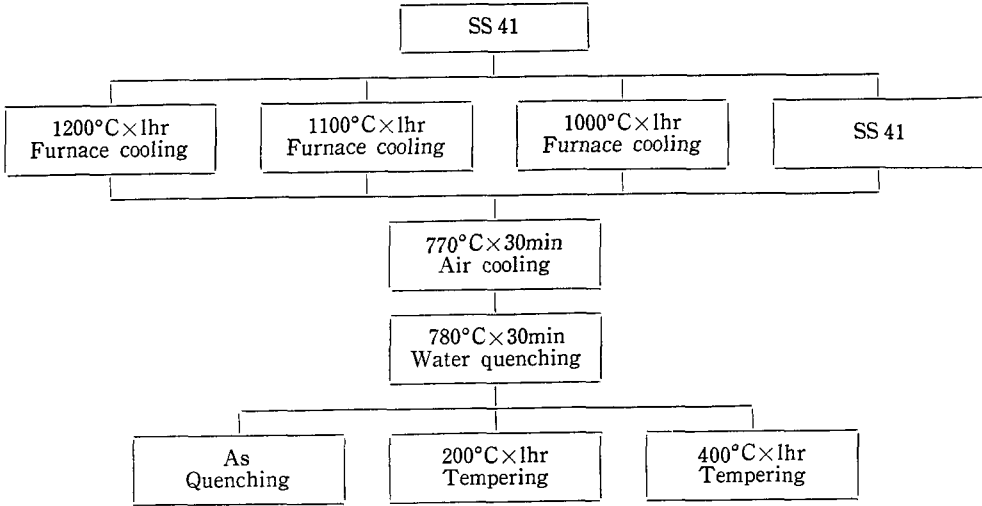 SS 41
1200°C×1hr
Furnace cooling
1100°C×1hr
Furnace cooling
1000°C×1hr
Furnace cooling
SS 41
770°C×30min
Air cooling
780°C×30min
Water quenching
As
Quenching
200°C×1hr
Tempering
400°C×1hr
Tempering